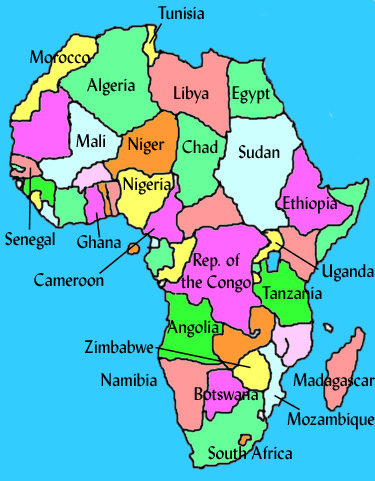 Tunisia
Morocco
Algeria
Libya
Egypt
Mali
Niger
Chad
Sudan
Nigeria
Ethiopia
Senegal
Ghana
Cameroon
Rep. of
the Congo
Uganda
Tanzania
Angolia
Zimbabwe
Namibia
Botswana
Madagascar
Mozambique
South Africa